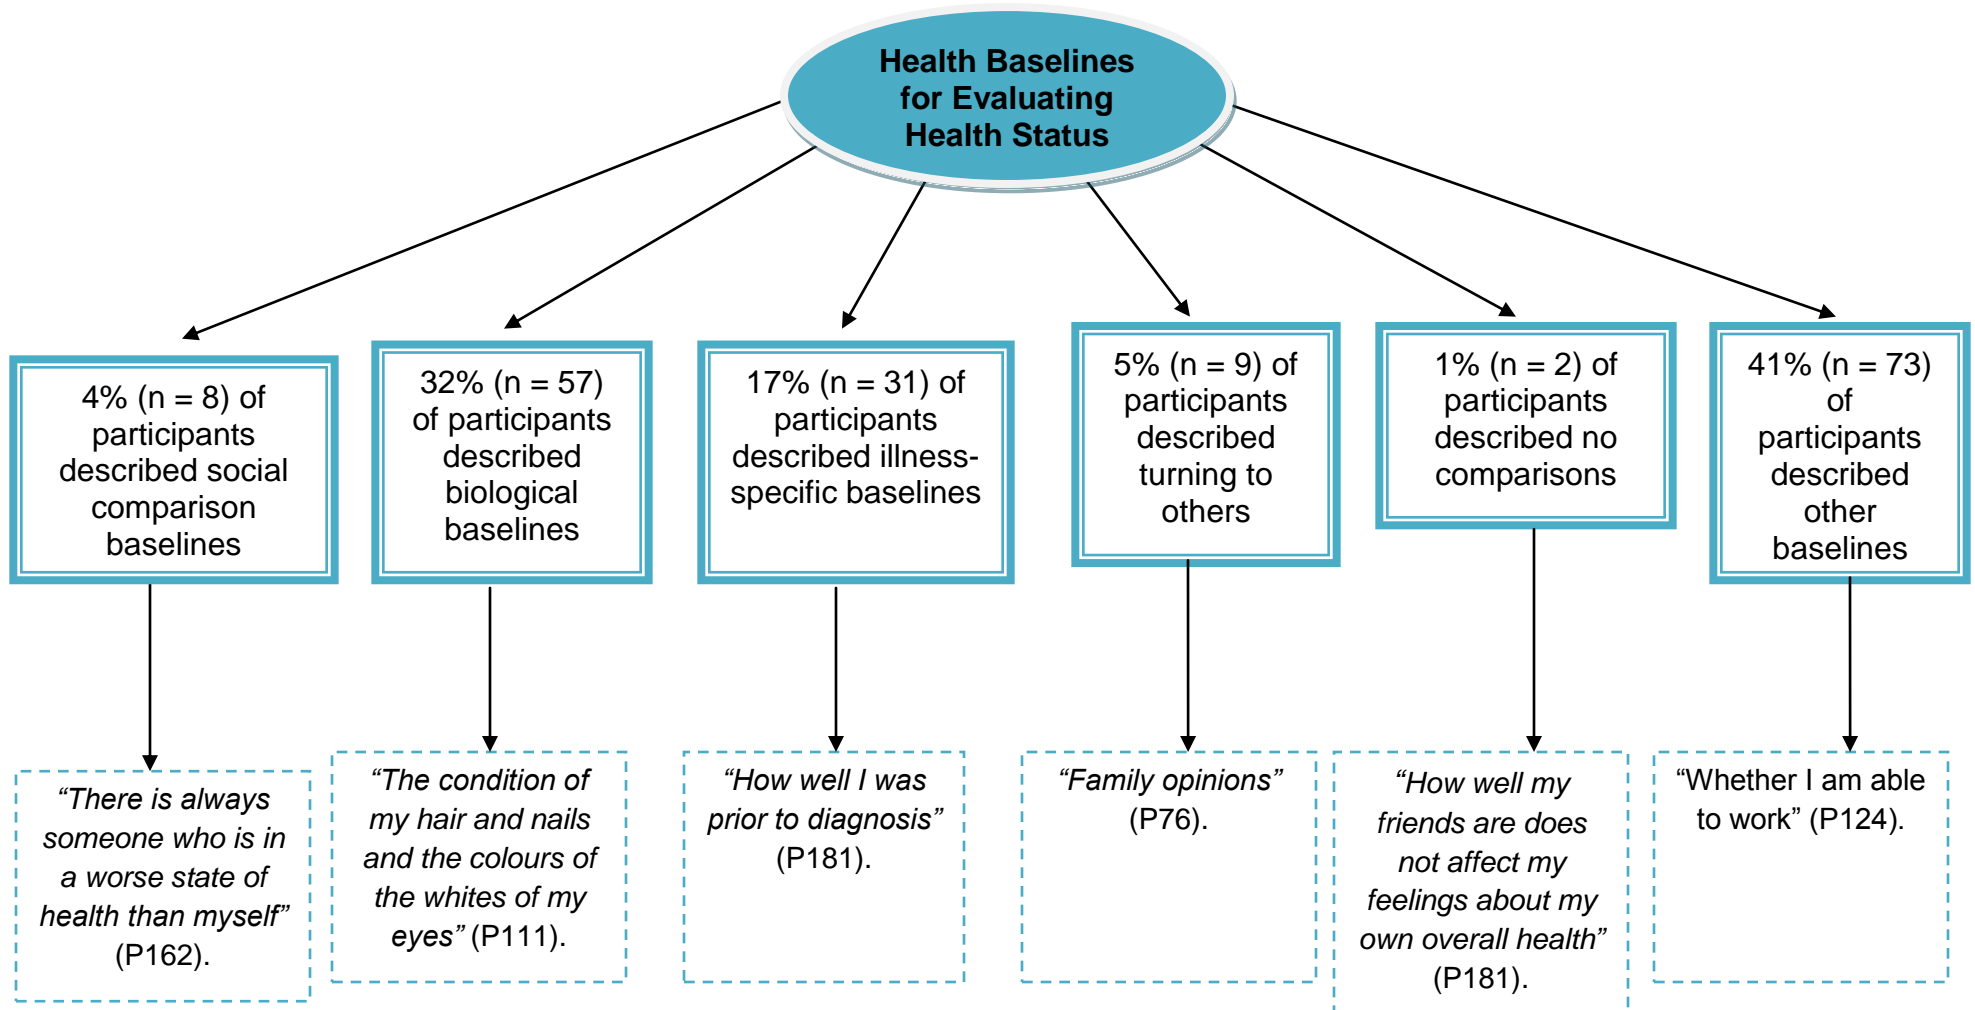 Health Baselines
for Evaluating
Health Status
4% (n = 8) of
participants
described social
comparison
baselines
32% (n = 57)
of participants
described
biological
baselines
17% (n = 31) of
participants
described illness-
specific baselines
5% (n = 9) of
participants
described
turning to
others
1% (n = 2) of
participants
described no
comparisons
41% (n = 73)
of
participants
described
other
baselines
“There is always
someone who is in
a worse state of
health than myself”
(P162).
“The condition of
my hair and nails
and the colours of
the whites of my
eyes” (P111).
“How well I was
prior to diagnosis”
(P181).
“Family opinions”
(P76).
“How well my
friends are does
not affect my
feelings about my
own overall health”
(P181).
“Whether I am able
to work” (P124).